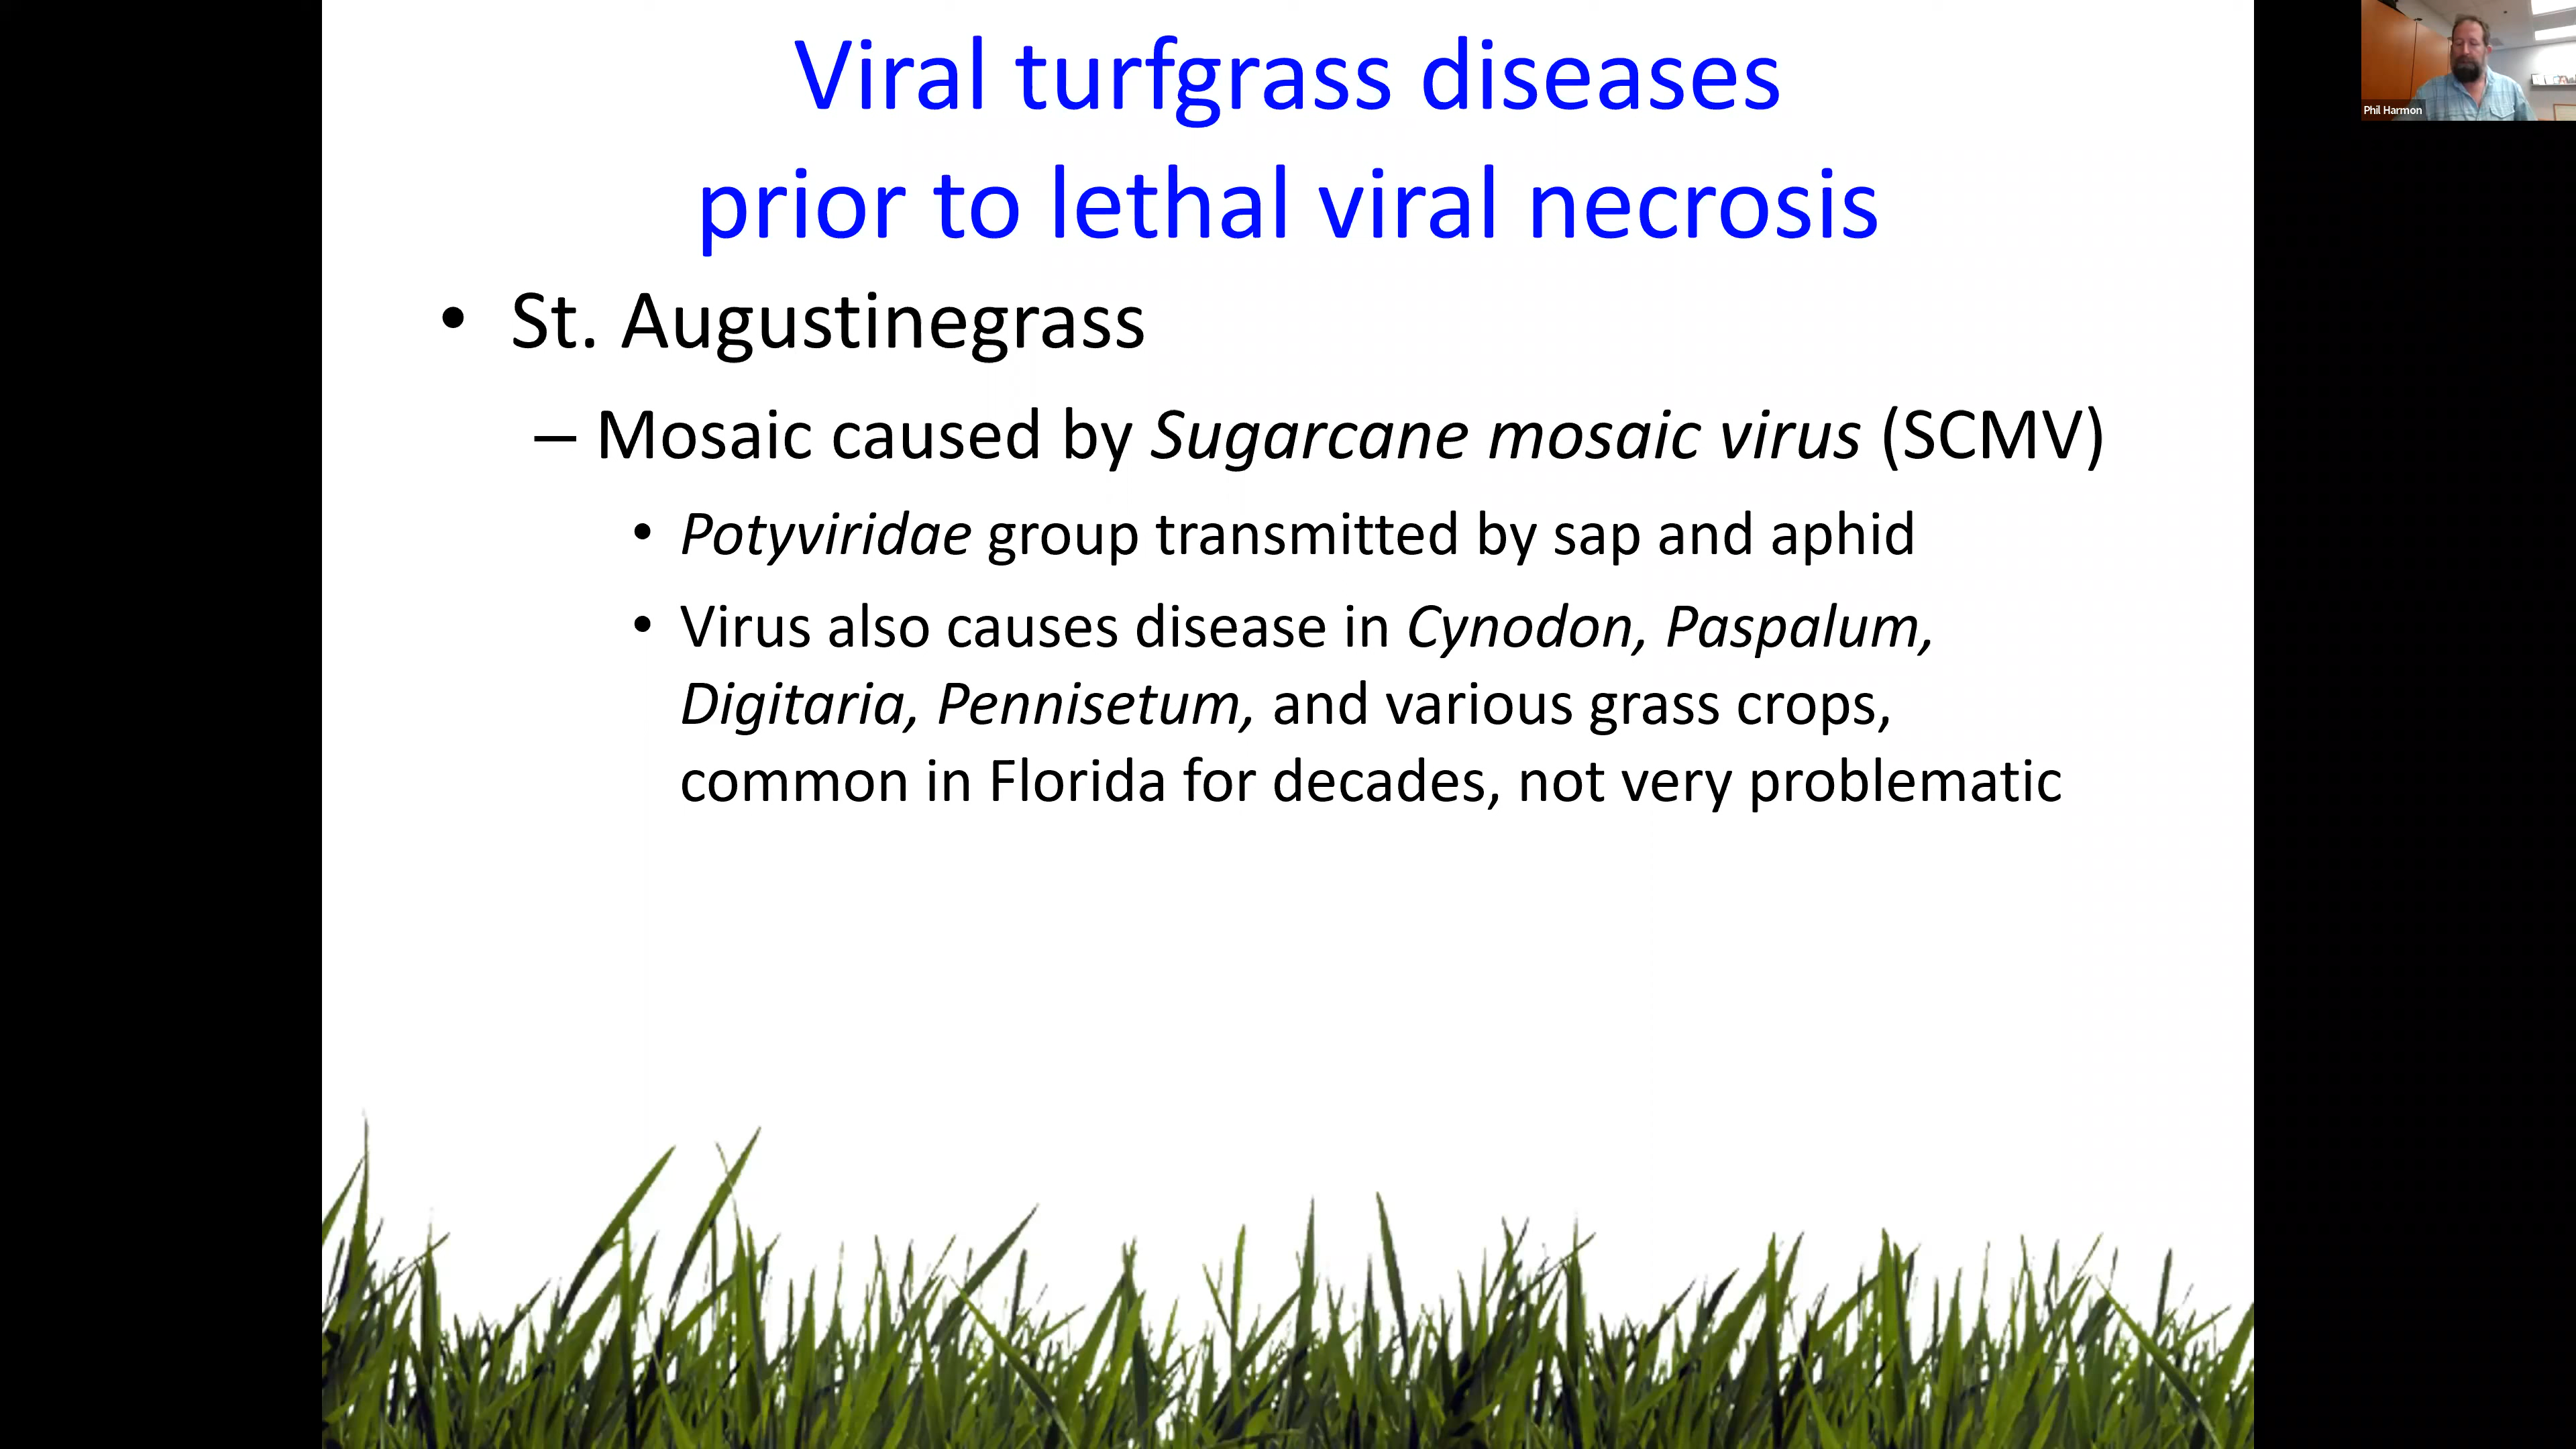 Viral turfgrass diseases
prior to lethal viral necrosis
• St. Augustinegrass
– Mosaic caused by Sugarcane mosaic virus (SCMV)
• Potyviridae group transmitted by sap and aphid
• Virus also causes disease in Cynodon, Paspalum,
Digitaria, Pennisetum, and various grass crops,
common in Florida for decades, not very problematic
Phil Harmon